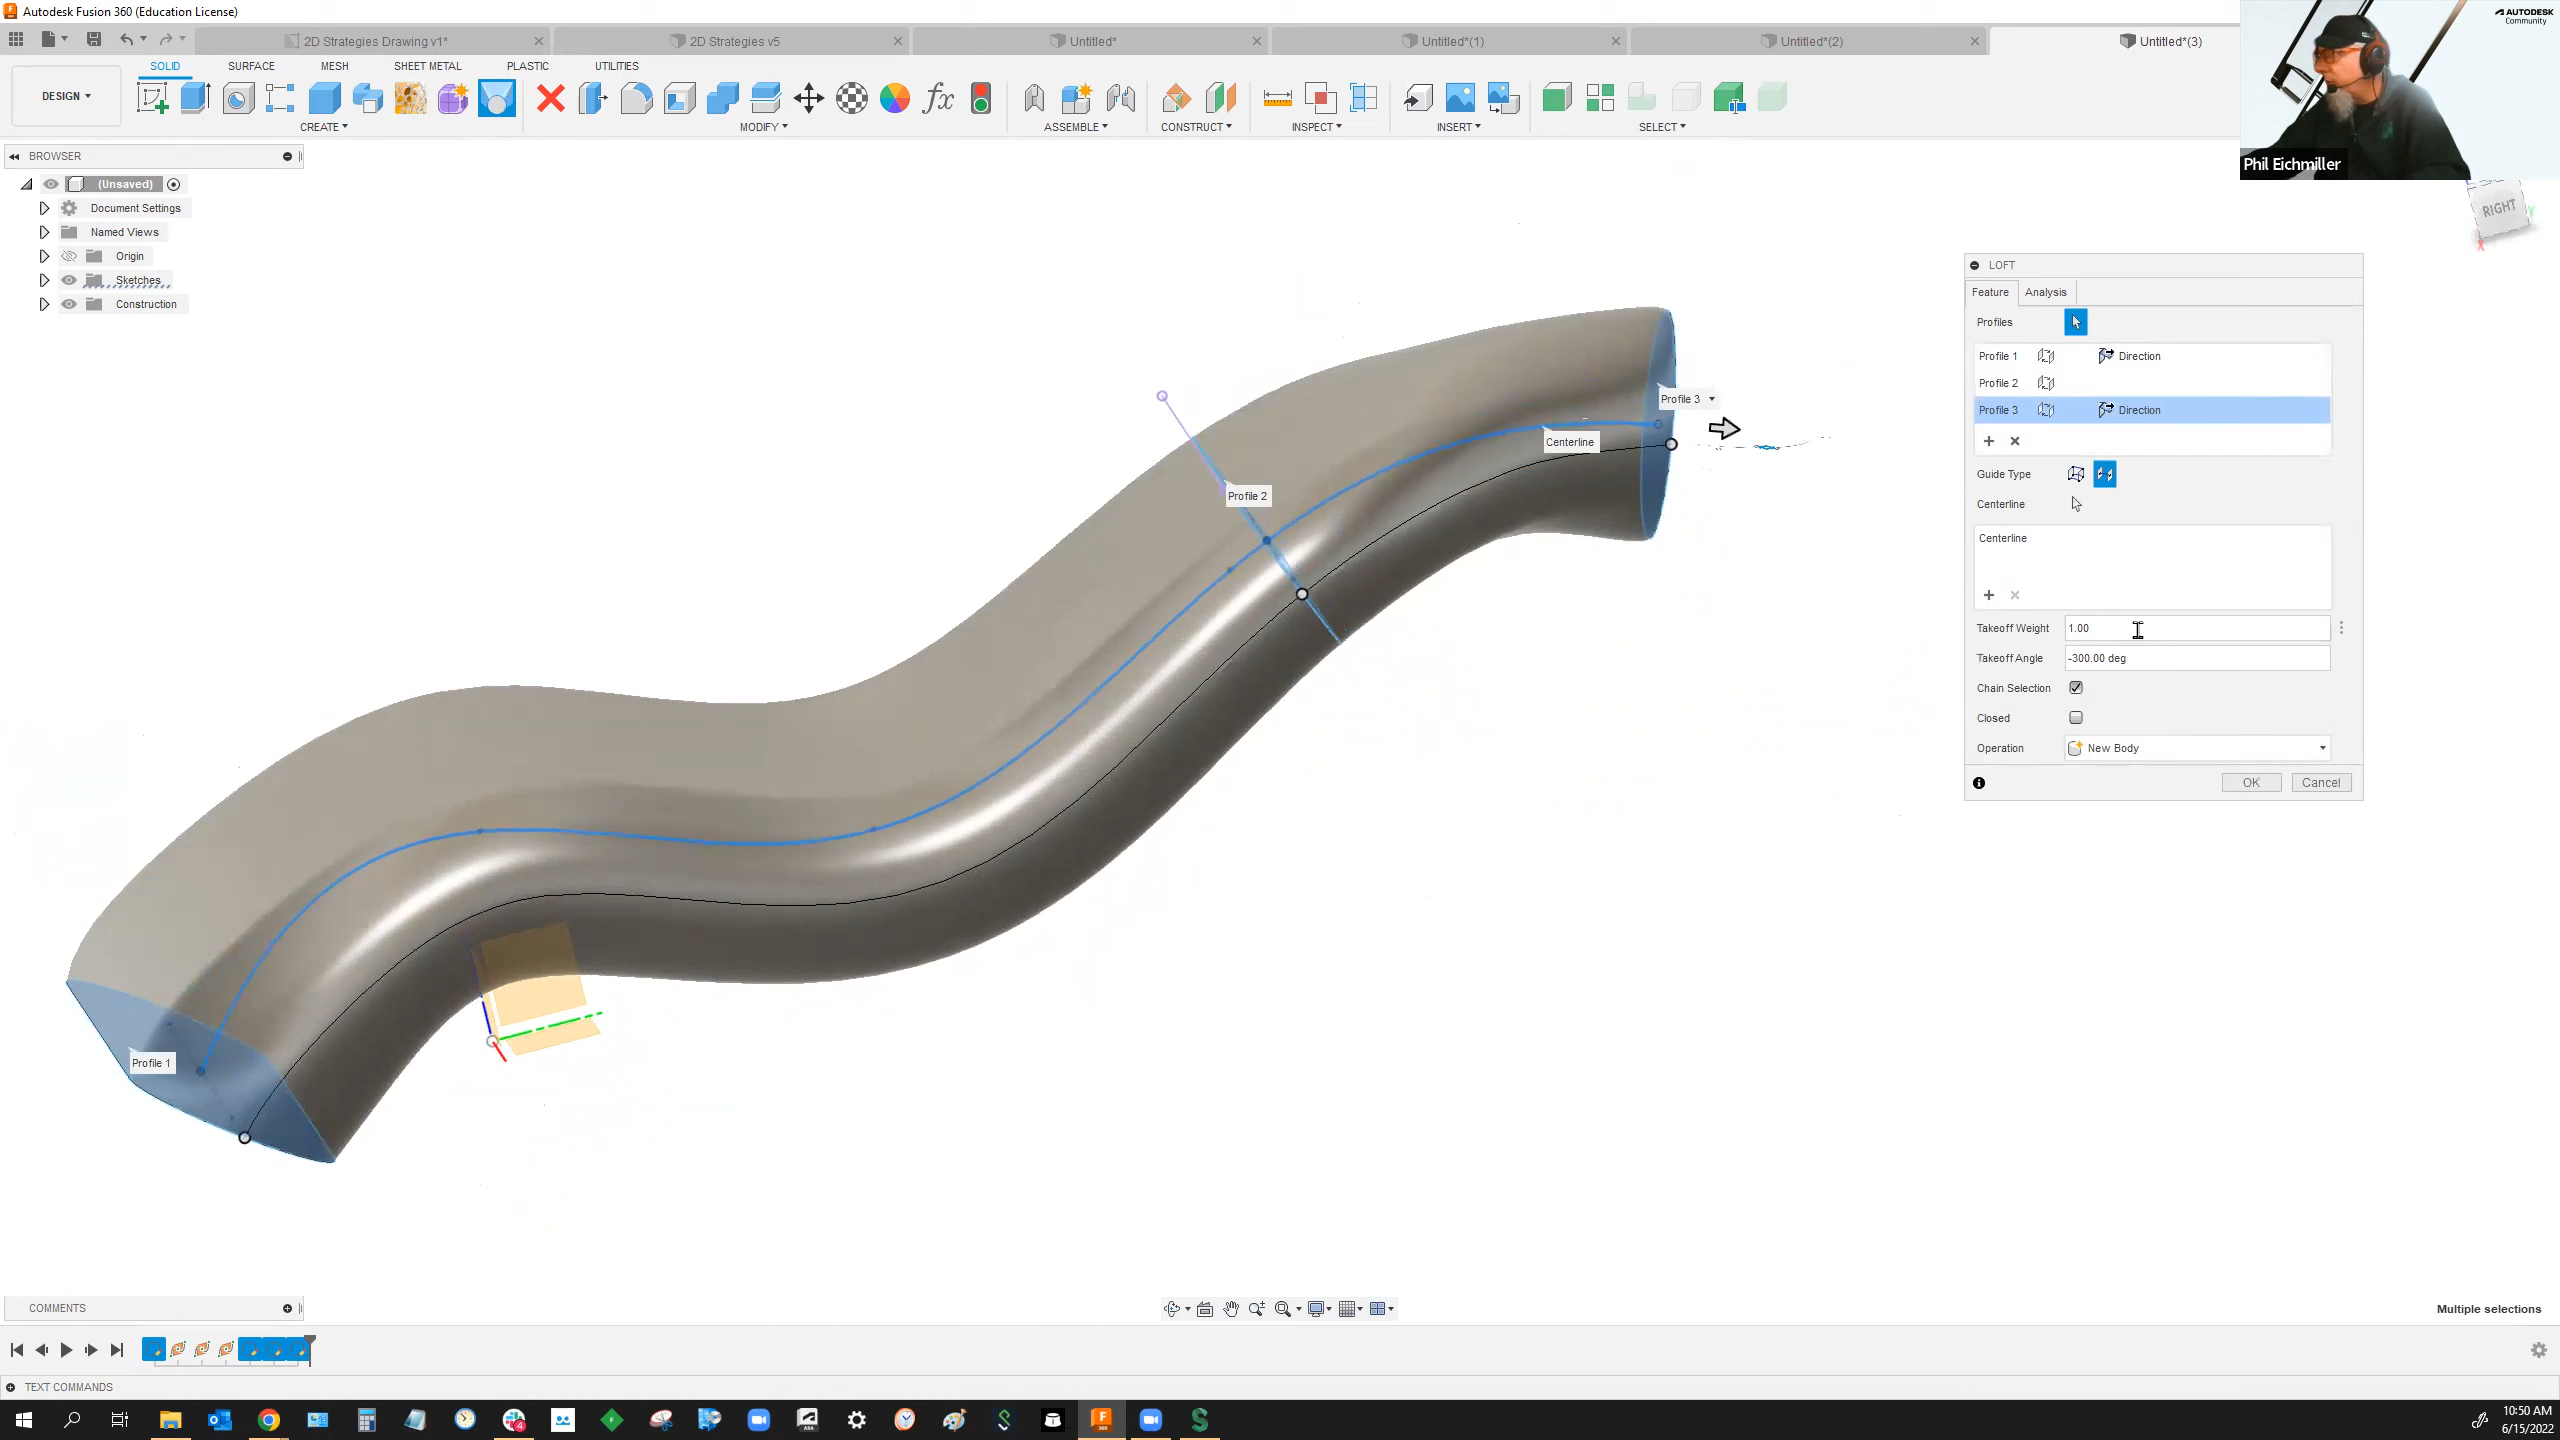 Autodesk Fusion 360 (Education License)
AUTODESK
Community
2D Strategies Drawing v1*
2D Strategies v5
Untitled*
Untitled*(1)
Untitled*(2)
Untitled*(3)
SOLID
SURFACE
MESH
SHEET METAL
PLASTIC
UTILITIES
DESIGN
CREATE
MODIFY
ASSEMBLE
CONSTRUCT
INSPECT
INSERT
SELECT
Phil Eichmiller
BROWSER
(Unsaved)
Document Settings
Named Views
Origin
Sketches
Construction
RIGHT
Y
X
LOFT
Feature
Analysis
Profiles
Profile 1
Direction
Profile 2
Profile 3
Direction
Guide Type
Centerline
Centerline
Takeoff Weight
1.00
Takeoff Angle
-300.00 deg
Chain Selection
Closed
Operation
New Body
OK
Cancel
Profile 3
Centerline
Profile 2
Profile 1
COMMENTS
Multiple selections
TEXT COMMANDS
10:50 AM
6/15/2022